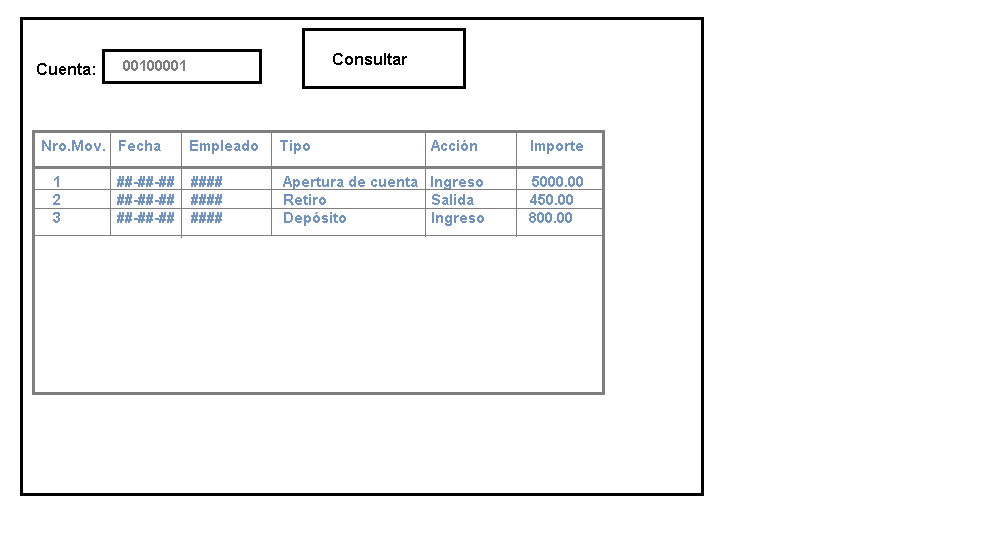 Cuenta: 00100001 Consultar
Nro.Mov. Fecha Empleado Tipo Acción Importe
1 ##-##-## #### Apertura de cuenta Ingreso 5000.00
2 ##-##-## #### Retiro Salida 450.00
3 ##-##-## #### Depósito Ingreso 800.00